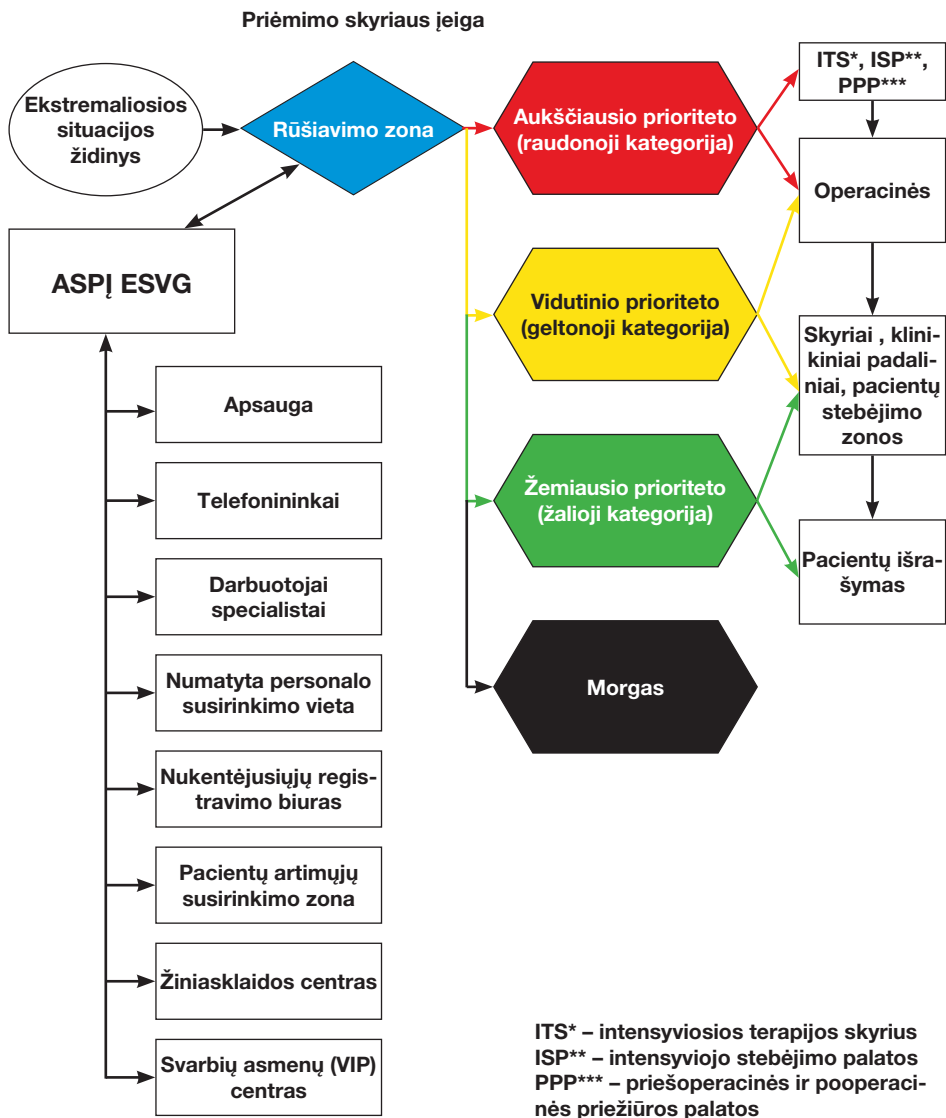 Priėmimo skyriaus įeiga
Ekstremaliosios
situacijos
židinys
Rūšiavimo zona
Aukščiausio prioriteto
(raudonoji kategorija)
ITS*, ISP**,
PPP***
Operacinės
ASPĮ ESVG
Vidutinio prioriteto
(geltonoji kategorija)
Skyriai , klini-
kiniai padali-
niai, pacientų
stebėjimo
zonos
Apsauga
Telefonininkai
Žemiausio prioriteto
(žalioji kategorija)
Pacientų išra-
šymas
Darbuotojai
specialistai
Numatyta personalo
susirinkimo vieta
Morgas
Nukentėjusiųjų regis-
travimo biuras
Pacientų artimųjų
susirinkimo zona
Žiniasklaidos centras
Svarbių asmenų (VIP)
centras
ITS* – intensyviosios terapijos skyrius
ISP** – intensyviojo stebėjimo palatos
PPP*** – priešoperacinės ir pooperaci-
nės priežiūros palatos